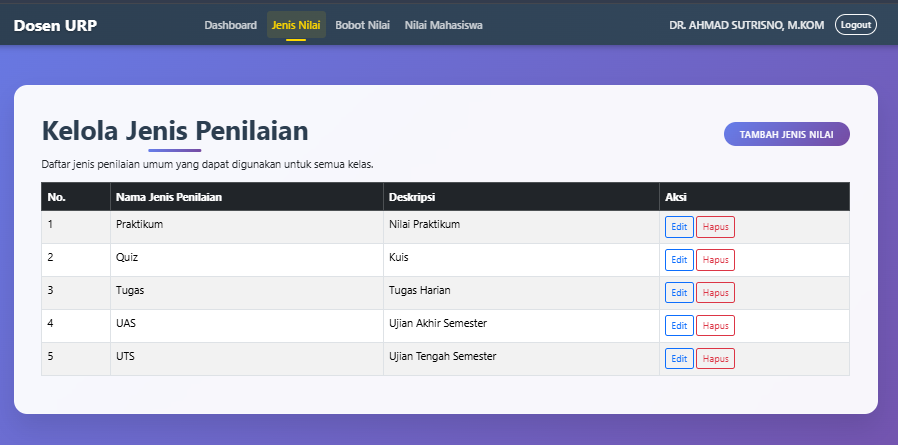 Dosen URP Dashboard Jenis Nilai Bobot Nilai Nilai Mahasiswa DR. AHMAD SUTRISNO, M.KOM Logout
Kelola Jenis Penilaian
TAMBAH JENIS NILAI
Daftar jenis penilaian umum yang dapat digunakan untuk semua kelas.
No. Nama Jenis Penilaian Deskripsi Aksi
1 Praktikum Nilai Praktikum Edit Hapus
2 Quiz Kuis Edit Hapus
3 Tugas Tugas Harian Edit Hapus
4 UAS Ujian Akhir Semester Edit Hapus
5 UTS Ujian Tengah Semester Edit Hapus